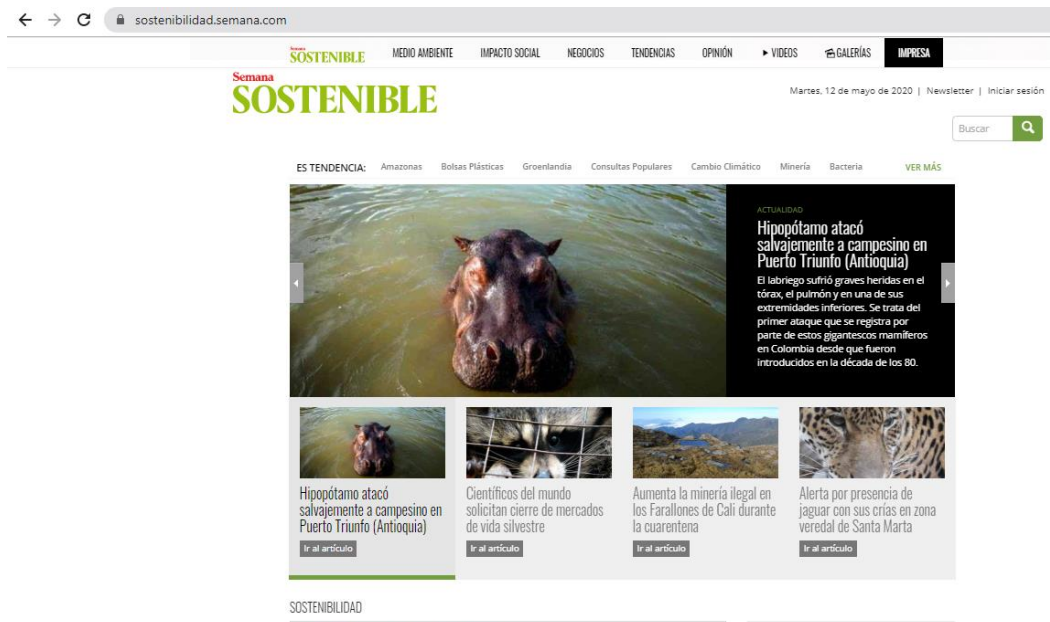 sostenibilidad.semana.com
Semana
SOSTENIBLE MEDIO AMBIENTE IMPACTO SOCIAL NEGOCIOS TENDENCIAS OPINIÓN VIDEOS GALERÍAS IMPRESA
Semana
SOSTENIBLE
Martes, 12 de mayo de 2020 | Newsletter | Iniciar sesión
Buscar
ES TENDENCIA: Amazonas Bolsas Plásticas Groenlandia Consultas Populares Cambio Climático Minería Bacteria VER MÁS
ACTUALIDAD
Hipopótamo atacó
salvajemente a campesino en
Puerto Triunfo (Antioquia)
El labriego sufrió graves heridas en el
tórax, el pulmón y en una de sus
extremidades inferiores. Se trata del
primer ataque que se registra por
parte de estos gigantescos mamíferos
en Colombia desde que fueron
introducidos en la década de los 80.
Hipopótamo atacó
salvajemente a campesino en
Puerto Triunfo (Antioquia)
Ir al artículo
Científicos del mundo
solicitan cierre de mercados
de vida silvestre
Ir al artículo
Aumenta la minería ilegal en
los Farallones de Cali durante
la cuarentena
Ir al artículo
Alerta por presencia de
jaguar con sus crías en zona
veredal de Santa Marta
Ir al artículo
SOSTENIBILIDAD